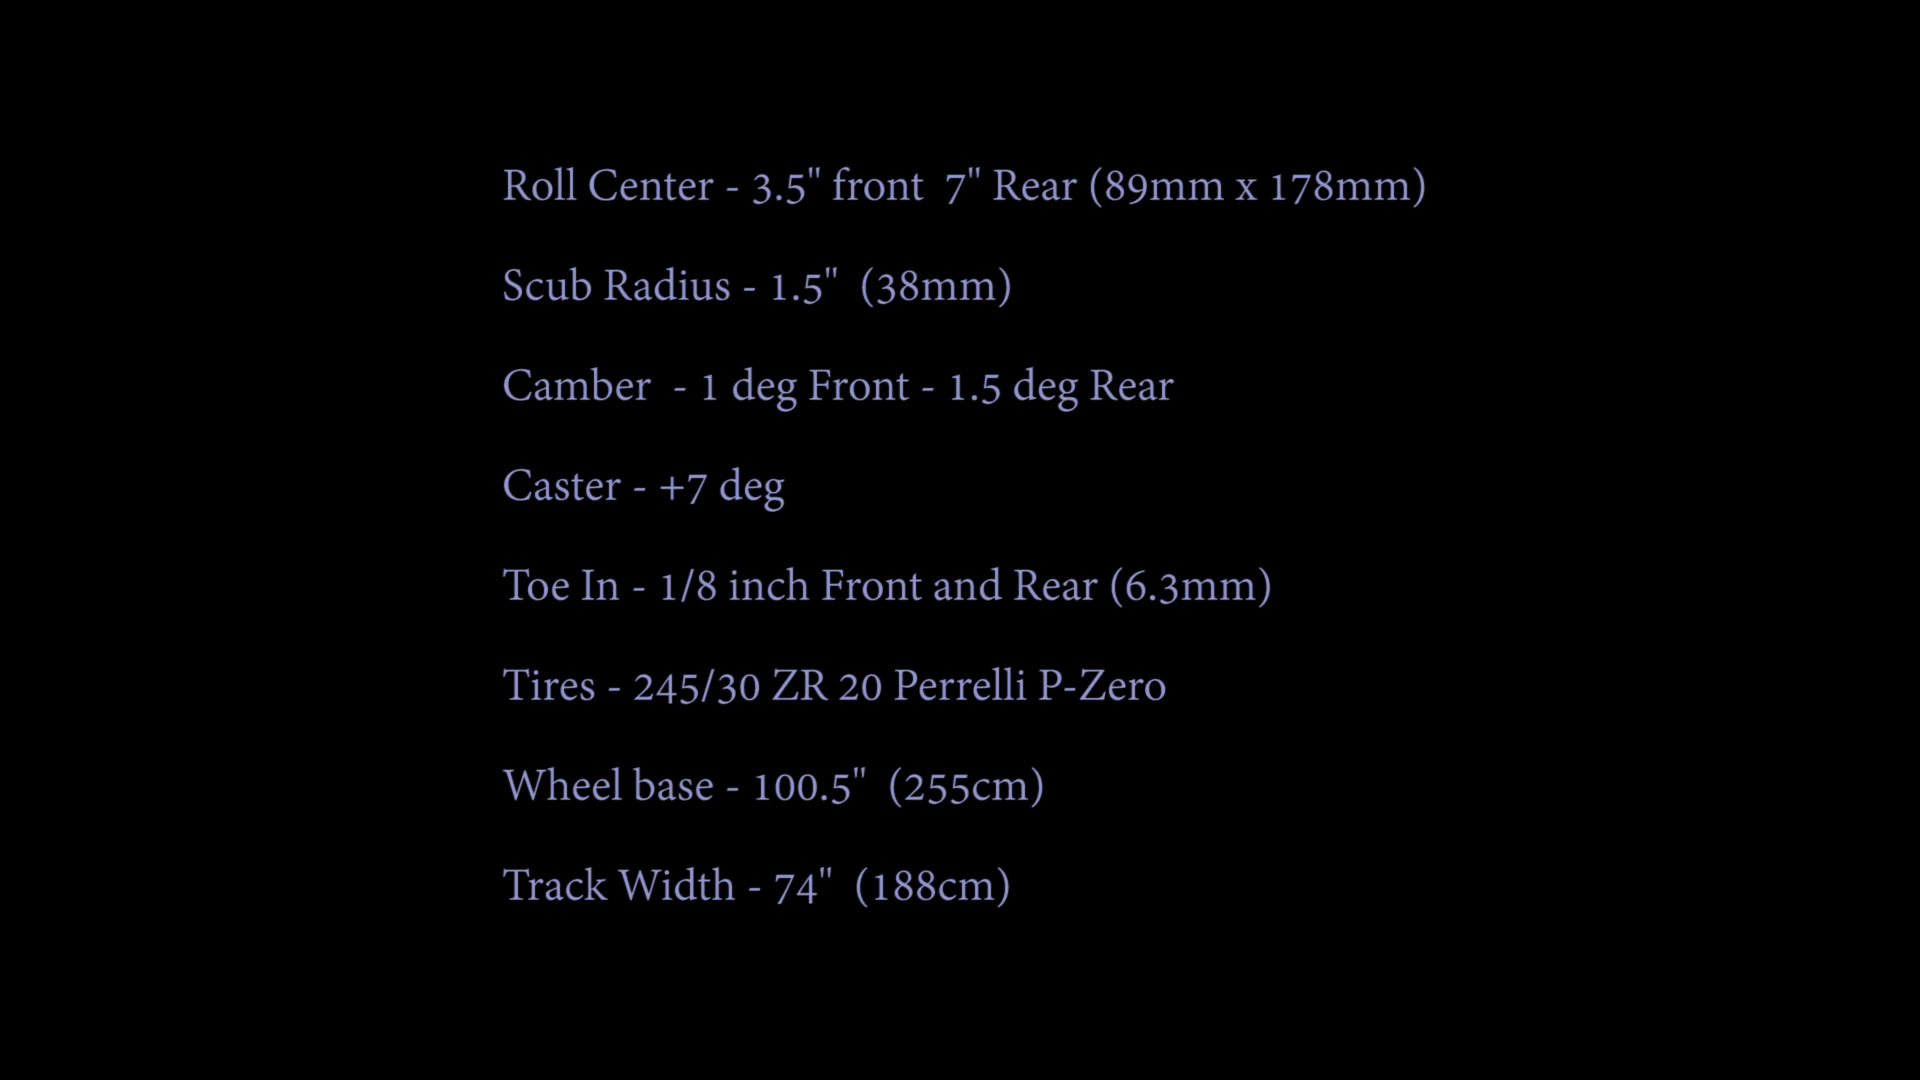 Roll Center - 3.5" front  7" Rear (89mm x 178mm)
Scub Radius - 1.5"  (38mm)
Camber  - 1 deg Front - 1.5 deg Rear
Caster - +7 deg
Toe In - 1/8 inch Front and Rear (6.3mm)
Tires - 245/30 ZR 20 Perrelli P-Zero
Wheel base - 100.5"  (255cm)
Track Width - 74"  (188cm)